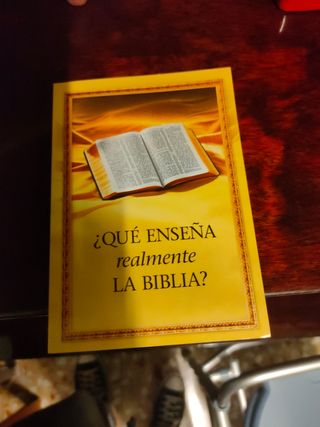 ¿QUÉ ENSEÑA
realmente
LA BIBLIA?